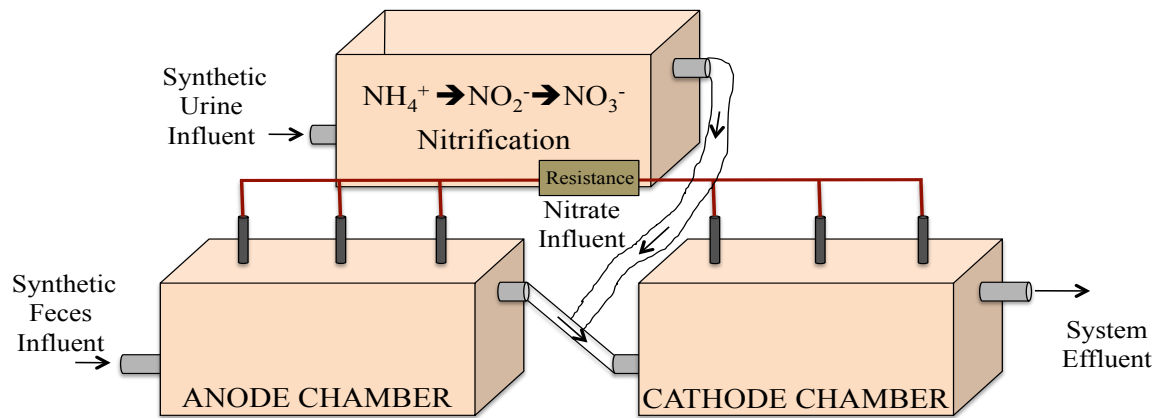 Synthetic
Urine
Influent
NH₄⁺ ➔ NO₂⁻ ➔ NO₃⁻
Nitrification
Resistance
Nitrate
Influent
Synthetic
Feces
Influent
ANODE CHAMBER
CATHODE CHAMBER
System
Effluent